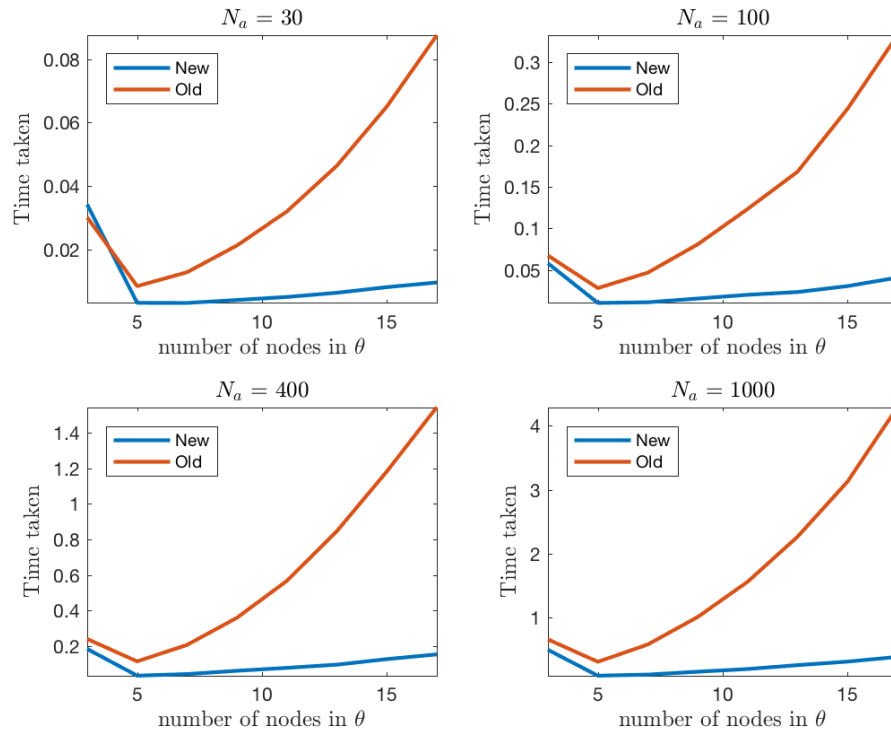 N_a = 30
New
Old
Time taken
0.08
0.06
0.04
0.02
5
10
15
number of nodes in θ
N_a = 100
New
Old
Time taken
0.3
0.25
0.2
0.15
0.1
0.05
5
10
15
number of nodes in θ
N_a = 400
New
Old
Time taken
1.4
1.2
1
0.8
0.6
0.4
0.2
5
10
15
number of nodes in θ
N_a = 1000
New
Old
Time taken
4
3
2
1
5
10
15
number of nodes in θ